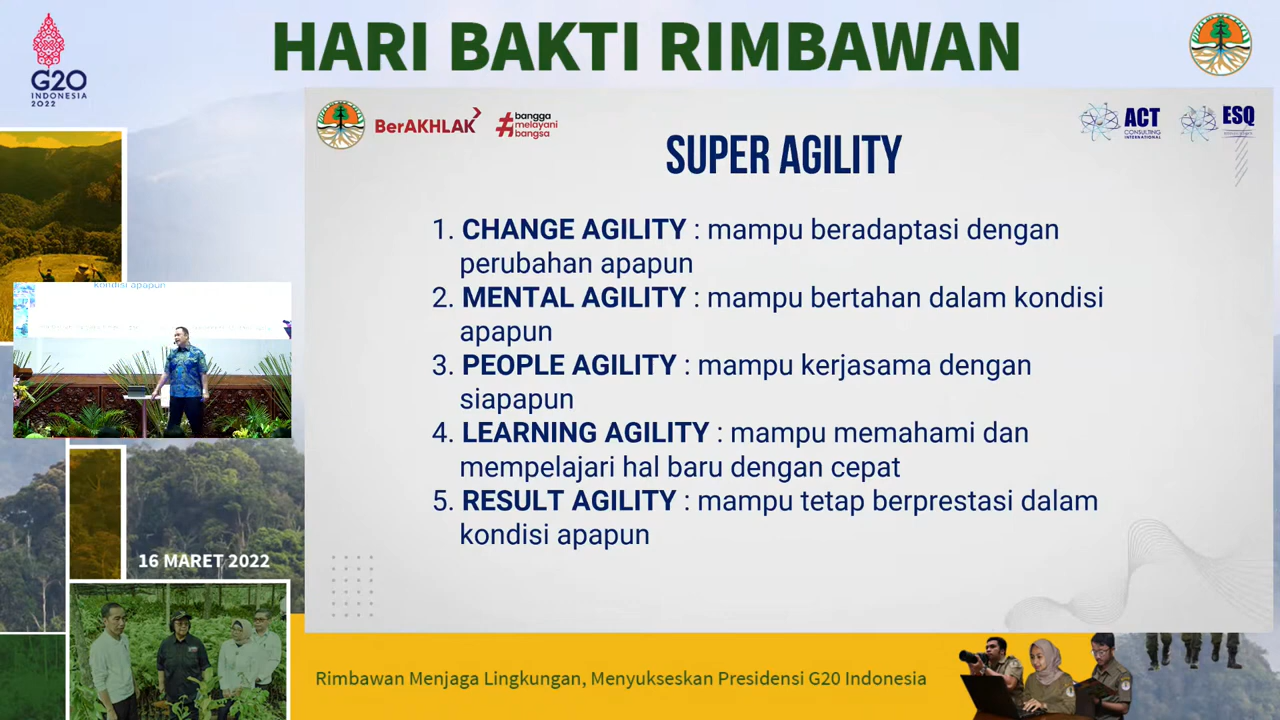 HARI BAKTI RIMBAWAN
G20
INDONESIA
2022
BerAKHLAK
#bangga
melayani
bangsa
ACT
CONSULTING
INTERNATIONAL
ESQ
SUPER AGILITY
1. CHANGE AGILITY : mampu beradaptasi dengan
perubahan apapun
2. MENTAL AGILITY : mampu bertahan dalam kondisi
apapun
3. PEOPLE AGILITY : mampu kerjasama dengan
siapapun
4. LEARNING AGILITY : mampu memahami dan
mempelajari hal baru dengan cepat
5. RESULT AGILITY : mampu tetap berprestasi dalam
kondisi apapun
kondisi apapun
16 MARET 2022
Rimbawan Menjaga Lingkungan, Menyukseskan Presidensi G20 Indonesia